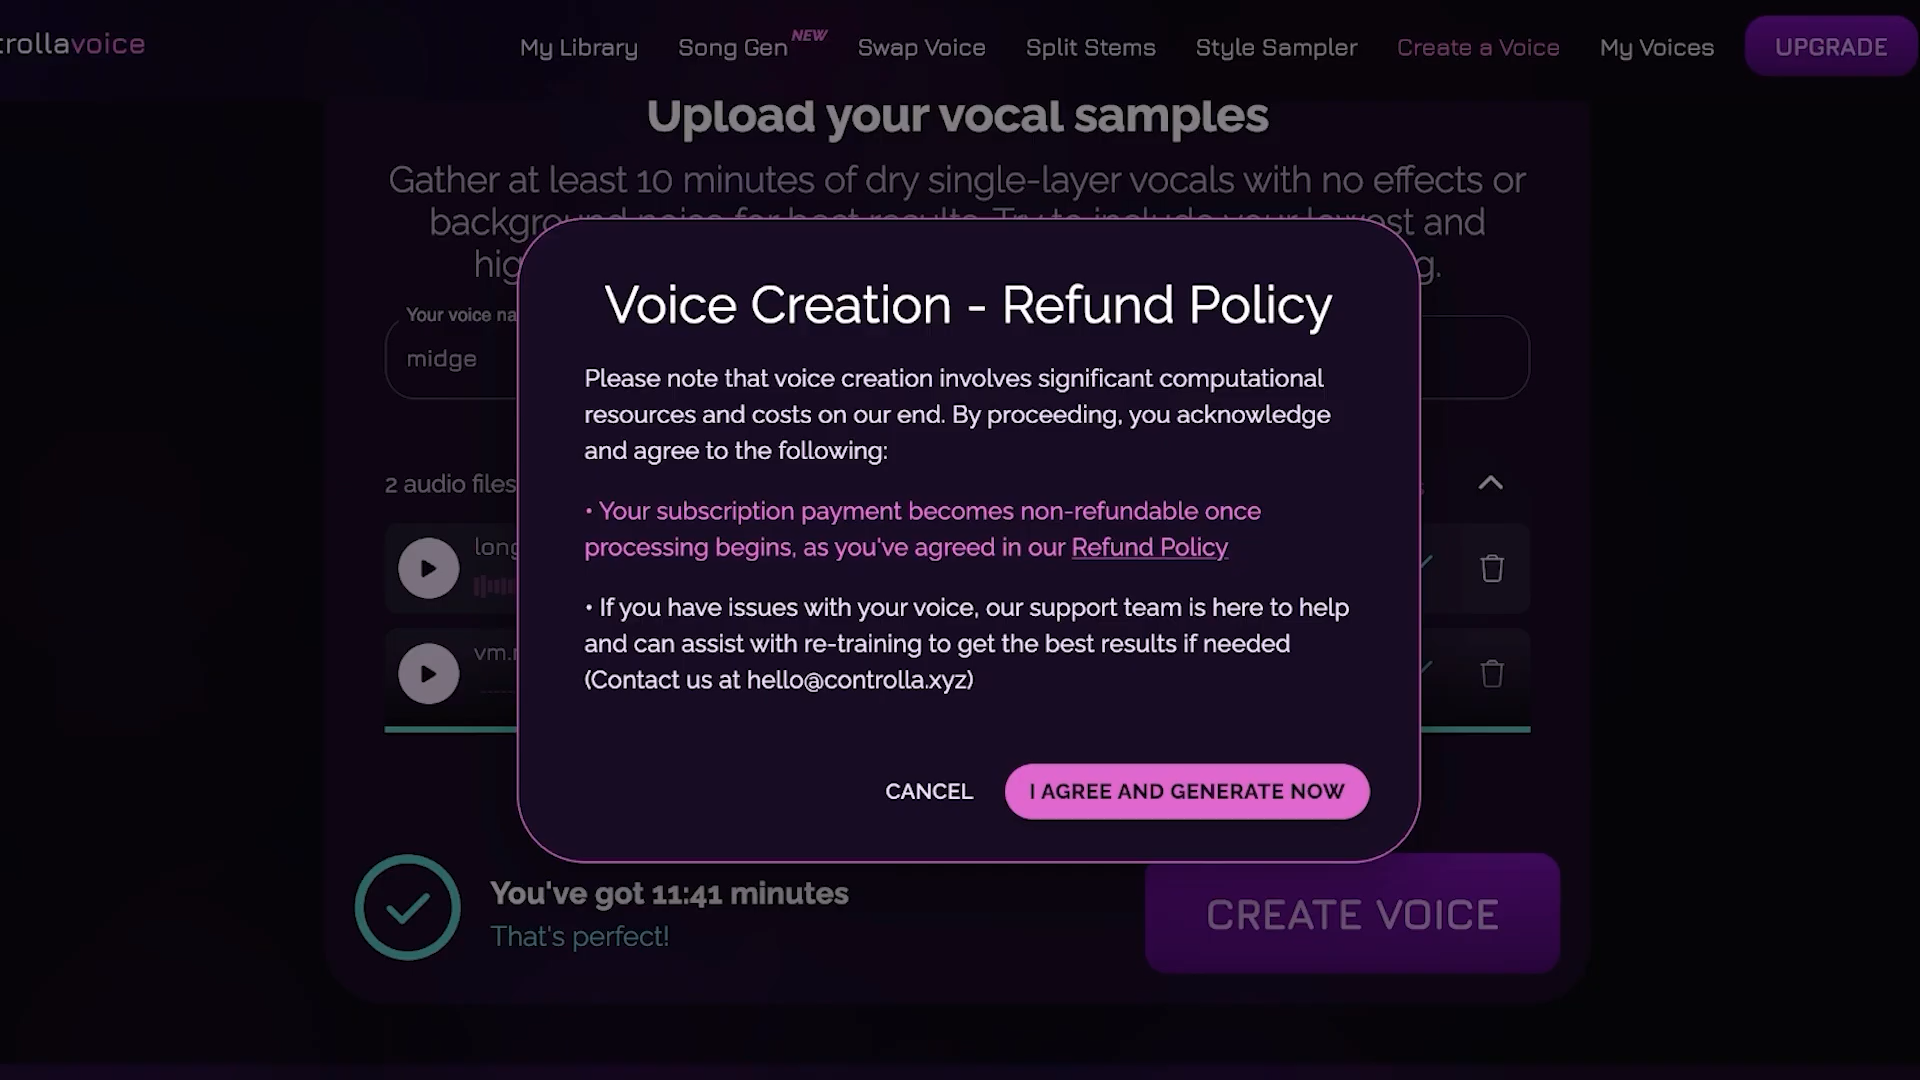 trollavoice
My Library
Song Gen NEW
Swap Voice
Split Stems
Style Sampler
Create a Voice
My Voices
UPGRADE
Upload your vocal samples
Gather at least 10 minutes of dry single-layer vocals with no effects or
Your voice na
midge
2 audio files
long
vm.
Voice Creation - Refund Policy
Please note that voice creation involves significant computational
resources and costs on our end. By proceeding, you acknowledge
and agree to the following:
• Your subscription payment becomes non-refundable once
processing begins, as you've agreed in our Refund Policy
• If you have issues with your voice, our support team is here to help
and can assist with re-training to get the best results if needed
(Contact us at hello@controlla.xyz)
CANCEL
I AGREE AND GENERATE NOW
You've got 11:41 minutes
That's perfect!
CREATE VOICE